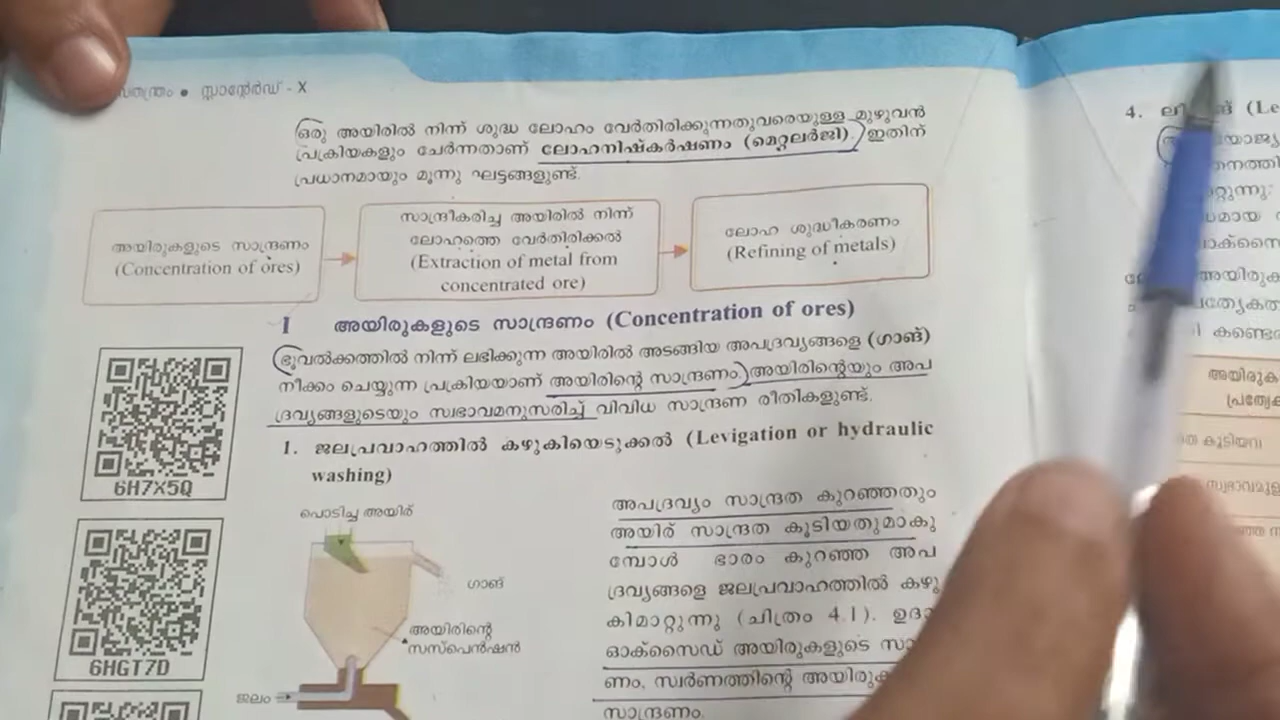 സ്റ്റാന്റേർഡ് - X
ഒരു അയിരിൽ നിന്ന് ശുദ്ധ ലോഹം വേർതിരിക്കുന്നതുവരെയുള്ള മുഴുവൻ
പ്രക്രിയകളും ചേർന്നതാണ് ലോഹനിഷ്കർഷണം (മെറ്റലർജി). ഇതിന്
പ്രധാനമായും മൂന്നു ഘട്ടങ്ങളുണ്ട്.
അയിരുകളുടെ സാന്ദ്രണം
(Concentration of ores)
സാന്ദ്രീകരിച്ച അയിരിൽ നിന്ന്
ലോഹത്തെ വേർതിരിക്കൽ
(Extraction of metal from
concentrated ore)
ലോഹ ശുദ്ധീകരണം
(Refining of metals)
I അയിരുകളുടെ സാന്ദ്രണം (Concentration of ores)
ഭൂവൽക്കത്തിൽ നിന്ന് ലഭിക്കുന്ന അയിരിൽ അടങ്ങിയ അപദ്രവ്യങ്ങളെ (ഗാങ്)
നീക്കം ചെയ്യുന്ന പ്രക്രിയയാണ് അയിരിന്റെ സാന്ദ്രണം. അയിരിന്റെയും അപ
ദ്രവ്യങ്ങളുടെയും സ്വഭാവമനുസരിച്ച് വിവിധ സാന്ദ്രണ രീതികളുണ്ട്.
1. ജലപ്രവാഹത്തിൽ കഴുകിയെടുക്കൽ (Levigation or hydraulic
washing)
6H7X5Q
പൊടിച്ച അയിര്
ഗാങ്
അയിരിന്റെ
സസ്പെൻഷൻ
ജലം
6HGT7D
അപദ്രവ്യം സാന്ദ്രത കുറഞ്ഞതും
അയിര് സാന്ദ്രത കൂടിയതുമാകു
മ്പോൾ ഭാരം കുറഞ്ഞ അപ
ദ്രവ്യങ്ങളെ ജലപ്രവാഹത്തിൽ കഴു
കിമാറ്റുന്നു (ചിത്രം 4.1).
ഓക്സൈഡ് അയിരുകളുടെ
ണം, സ്വർണത്തിന്റെ
സാന്ദ്രണം.
4.
അയിരുക
കൂടിയവ